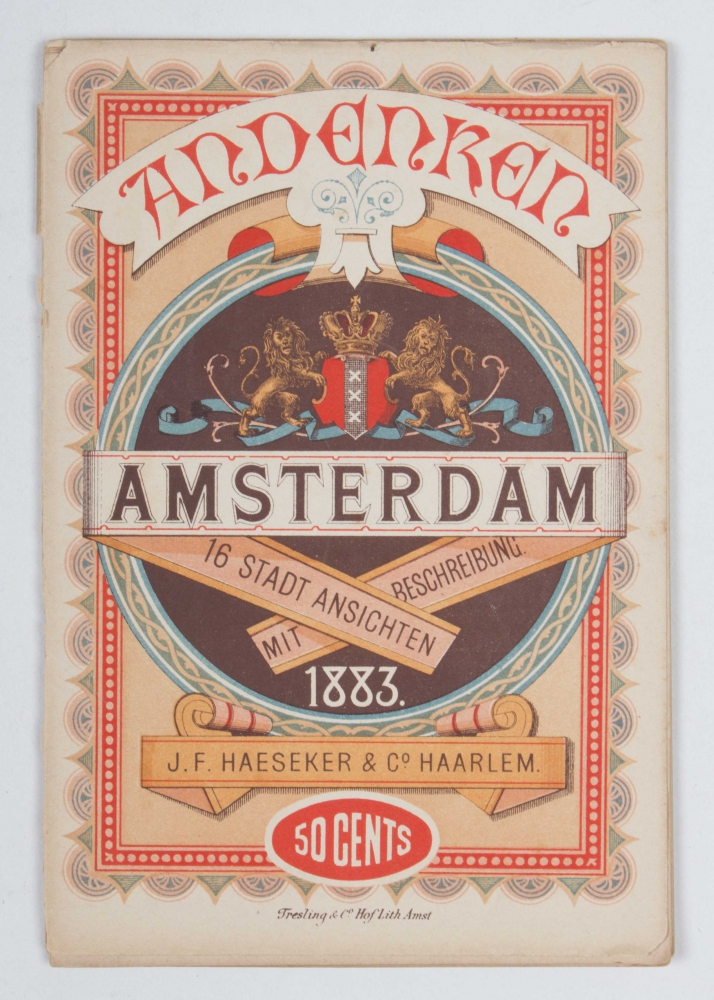 ANDENKEN
AMSTERDAM
16 STADT ANSICHTEN
MIT BESCHREIBUNG.
1883.
J. F. HAESEKER & Cº HAARLEM.
50 CENTS
Tresling & Cº Hof Lith Amst